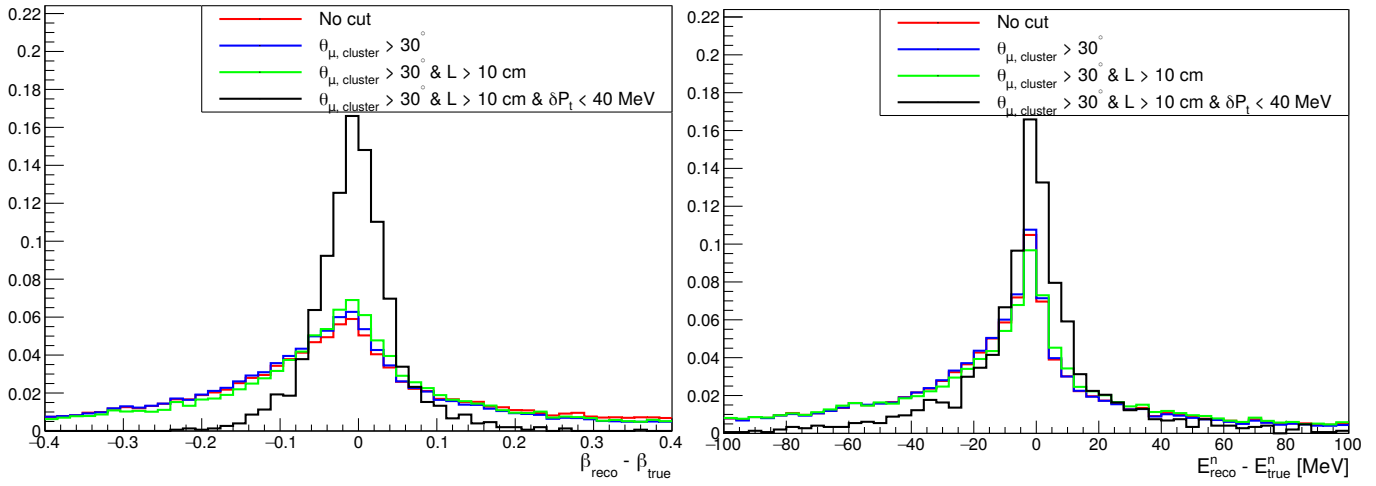 No cut
θμ, cluster > 30°
θμ, cluster > 30° & L > 10 cm
θμ, cluster > 30° & L > 10 cm & δPt < 40 MeV
0.22
0.2
0.18
0.16
0.14
0.12
0.1
0.08
0.06
0.04
0.02
0
−0.4 −0.3 −0.2 −0.1 0 0.1 0.2 0.3 0.4
βreco - βtrue
No cut
θμ, cluster > 30°
θμ, cluster > 30° & L > 10 cm
θμ, cluster > 30° & L > 10 cm & δPt < 40 MeV
0.22
0.2
0.18
0.16
0.14
0.12
0.1
0.08
0.06
0.04
0.02
0
−100 −80 −60 −40 −20 0 20 40 60 80 100
Eⁿreco - Eⁿtrue [MeV]